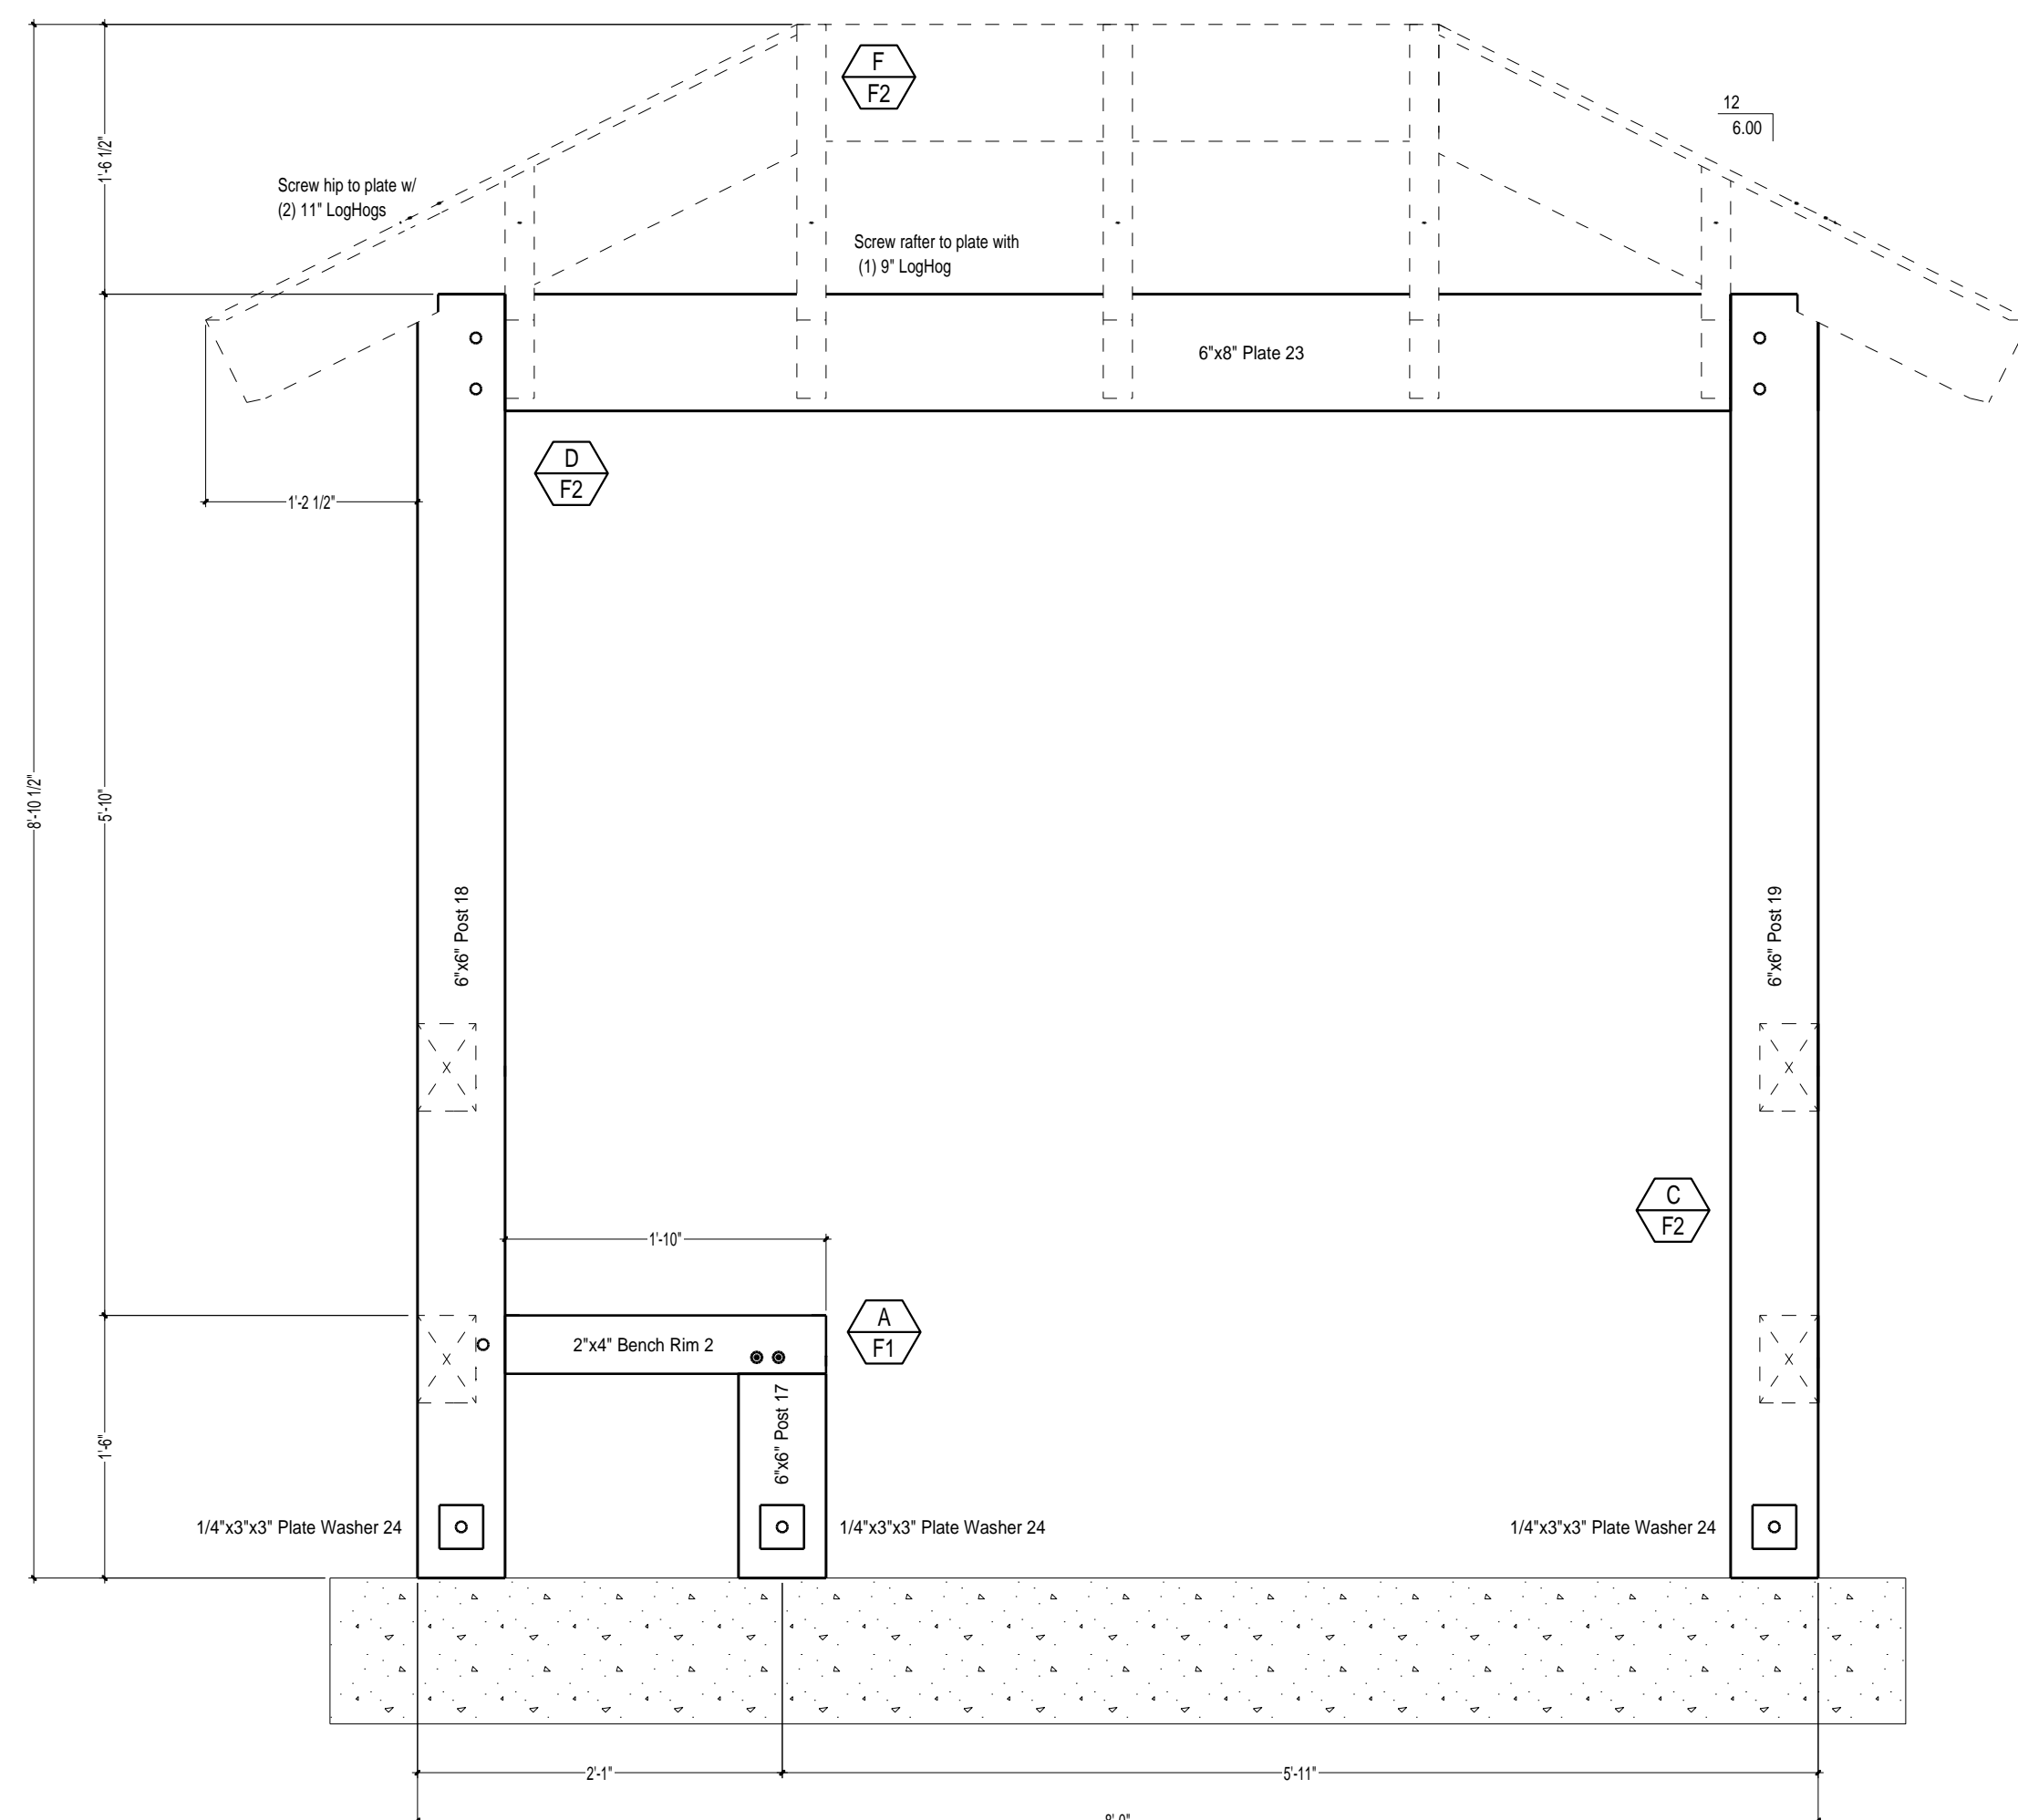 F
F2
12
6.00
1'-6 1/2"
Screw hip to plate w/
(2) 11" LogHogs
Screw rafter to plate with
(1) 9" LogHog
6"x8" Plate 23
D
F2
1'-2 1/2"
8'-10 1/2"
5'-10"
6"x6" Post 18
6"x6" Post 19
C
F2
1'-10"
A
F1
2"x4" Bench Rim 2
6"x6" Post 17
1'-6"
1/4"x3"x3" Plate Washer 24
1/4"x3"x3" Plate Washer 24
1/4"x3"x3" Plate Washer 24
2'-1"
5'-11"
8'-0"